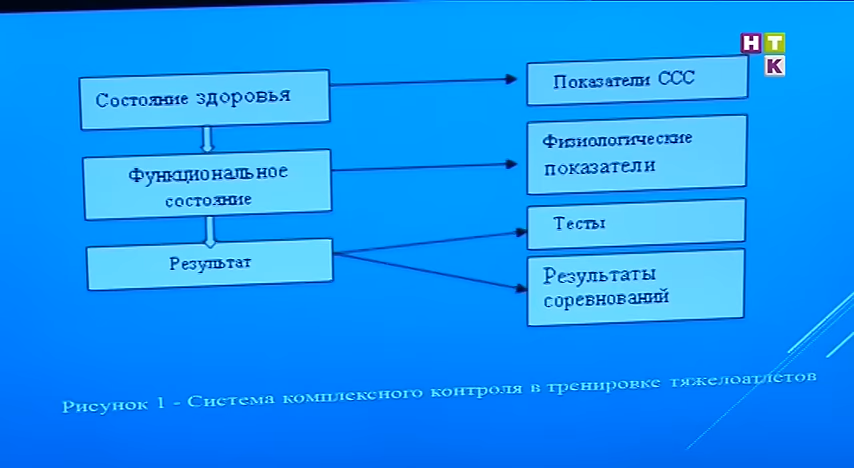 НТК
Состояние здоровья
Показатели ССС
Функциональное
состояние
Физиологические
показатели
Результат
Тесты
Результаты
соревнований
Рисунок 1 - Система комплексного контроля в тренировке тяжелоатлетов